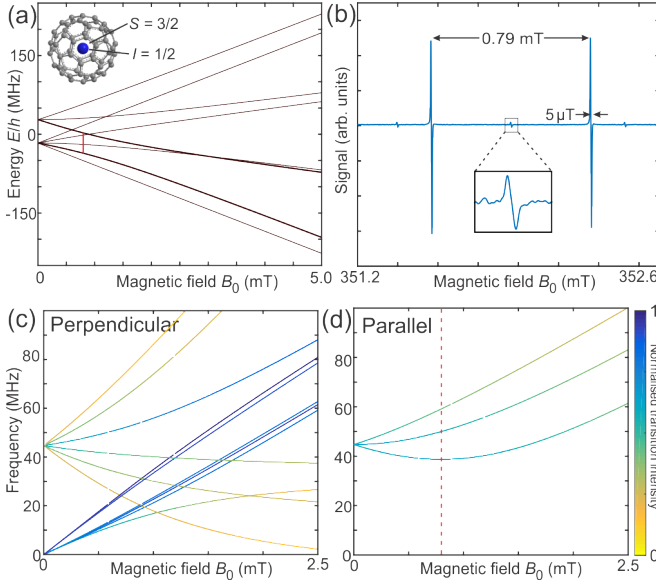 (a)
S = 3/2
I = 1/2
150
0
-150
Energy E/h (MHz)
0
Magnetic field B0 (mT)
5.0
(b)
0.79 mT
5 µT
Signal (arb. units)
351.2
Magnetic field B0 (mT)
352.6
(c) Perpendicular
80
60
40
20
0
Frequency (MHz)
0
Magnetic field B0 (mT)
2.5
(d) Parallel
80
60
40
20
0
0
Magnetic field B0 (mT)
2.5
1
Normalised transition intensity
0